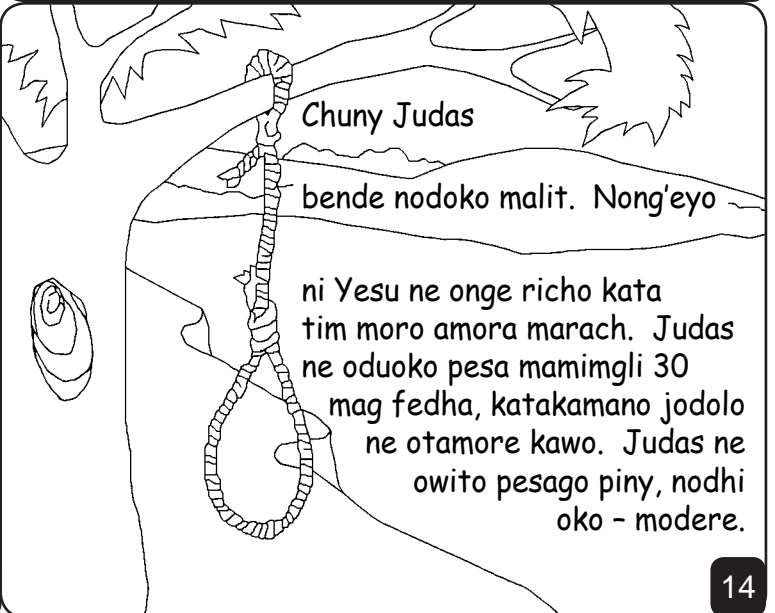 Chuny Judas
bende nodoko malit.  Nong'eyo
ni Yesu ne onge richo kata
tim moro amora marach.  Judas
ne oduoko pesa mamimgli 30
mag fedha, katakamano jodolo
ne otamore kawo.  Judas ne
owito pesago piny, nodhi
oko – modere.
14